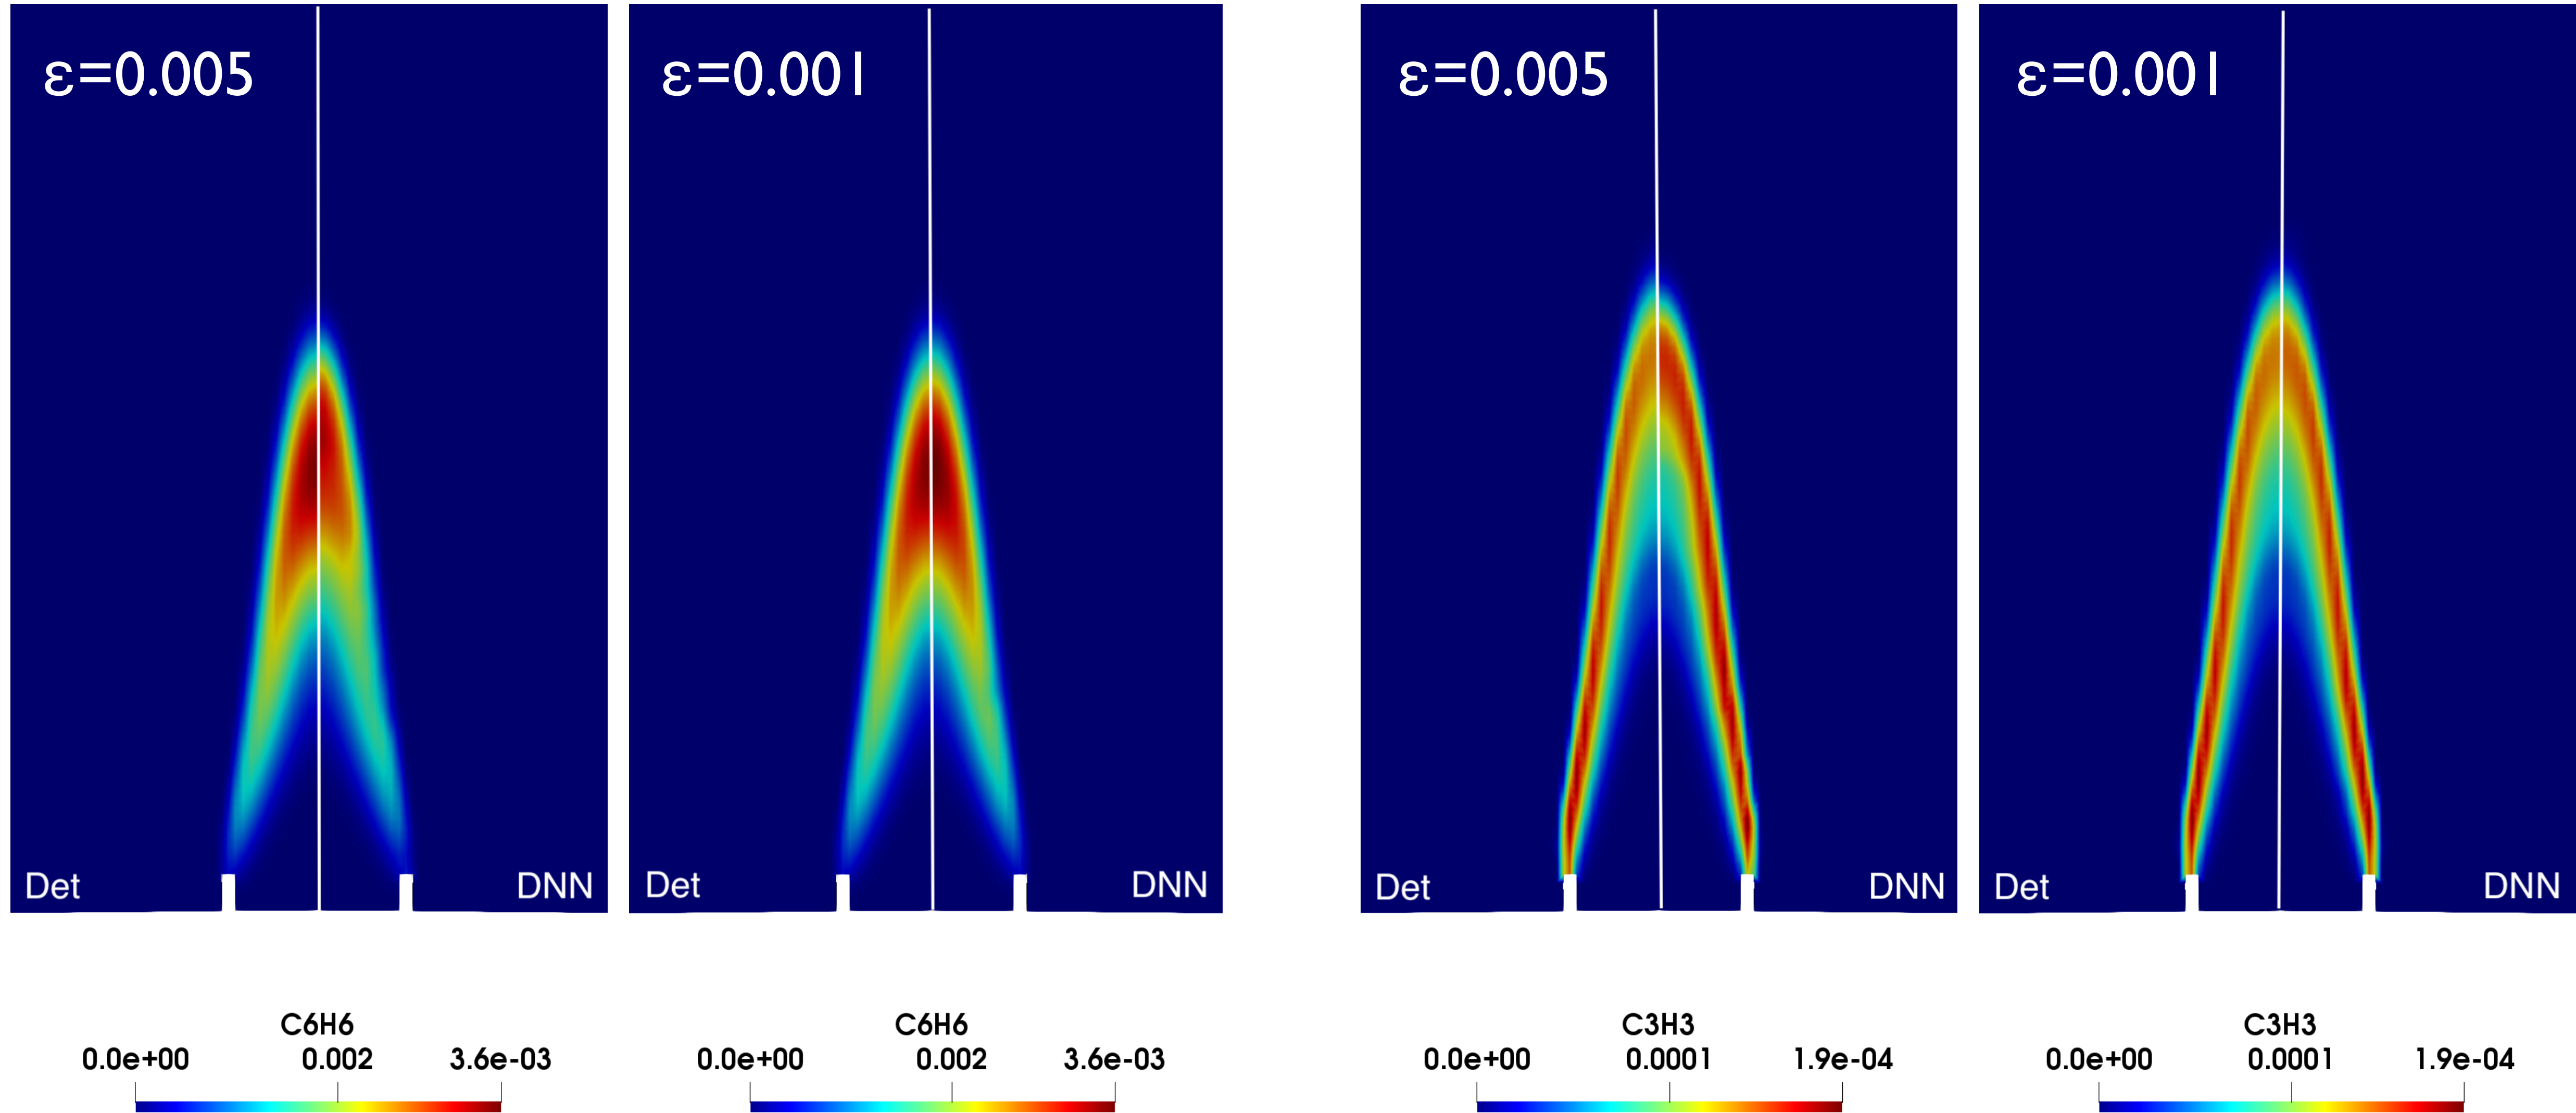 ε=0.005
ε=0.001
ε=0.005
ε=0.001
Det DNN
Det DNN
Det DNN
Det DNN
C6H6
C6H6
C3H3
C3H3
0.0e+00 0.002 3.6e-03
0.0e+00 0.002 3.6e-03
0.0e+00 0.0001 1.9e-04
0.0e+00 0.0001 1.9e-04